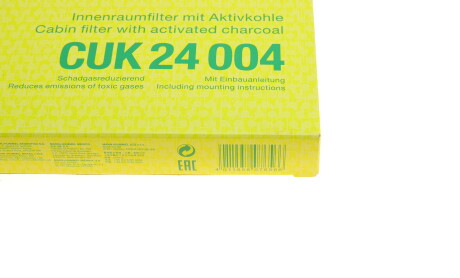 Innenraumfilter mit Aktivkohle
Cabin filter with activated charcoal
CUK 24 004
Schadgasreduzierend
Mit Einbauanleitung
Reduces emissions of toxic gases
Including mounting instructions
EAC